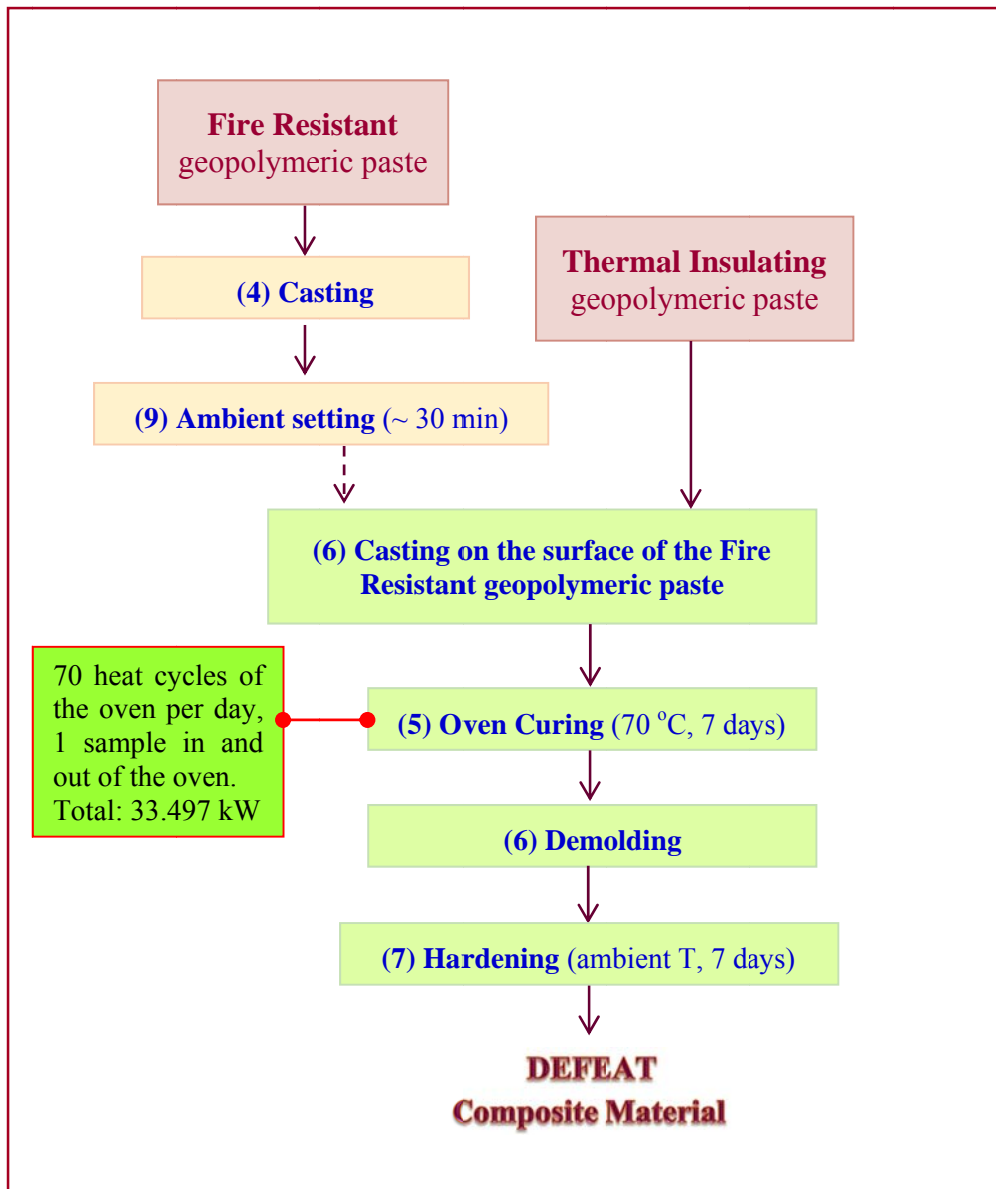 Fire Resistant
geopolymeric paste
(4) Casting
Thermal Insulating
geopolymeric paste
(9) Ambient setting (~ 30 min)
(6) Casting on the surface of the Fire
Resistant geopolymeric paste
70 heat cycles of
the oven per day,
1 sample in and
out of the oven.
Total: 33.497 kW
(5) Oven Curing (70 °C, 7 days)
(6) Demolding
(7) Hardening (ambient T, 7 days)
DEFEAT
Composite Material